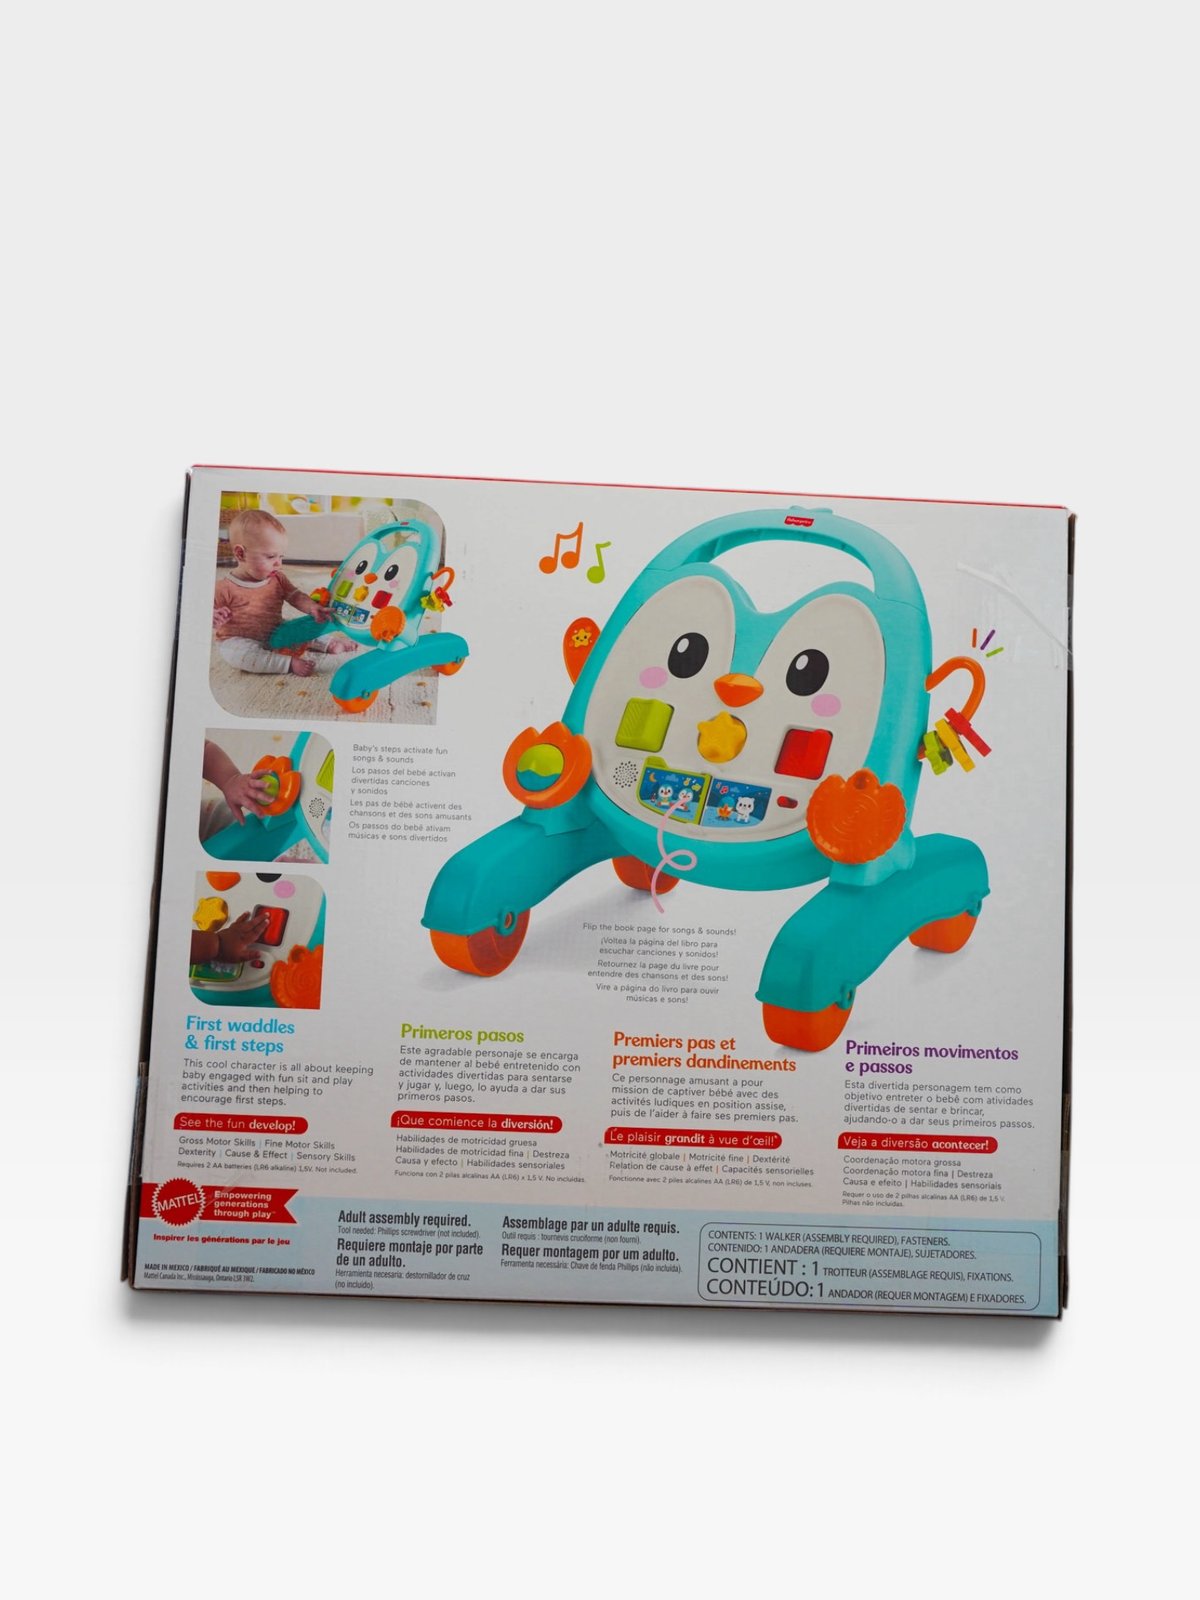 fisher-price
Baby's steps activate fun
songs & sounds
Los pasos del bebé activan
divertidas canciones
y sonidos
Les pas de bébé activent des
chansons et des sons amusants
Os passos do bebê ativam
músicas e sons divertidos
Flip the book page for songs & sounds!
¡Voltea la página del libro para
escuchar canciones y sonidos!
Retournez la page du livre pour
entendre des chansons et des sons!
Vire a página do livro para ouvir
músicas e sons!
First waddles
& first steps
This cool character is all about keeping
baby engaged with fun sit and play
activities and then helping to
encourage first steps.
See the fun develop!
Gross Motor Skills | Fine Motor Skills
Dexterity | Cause & Effect | Sensory Skills
Requires 2 AA batteries (LR6 alkaline) 1,5V. Not included.
Primeros pasos
Este agradable personaje se encarga
de mantener al bebé entretenido con
actividades divertidas para sentarse
y jugar y, luego, lo ayuda a dar sus
primeros pasos.
¡Que comience la diversión!
Habilidades de motricidad gruesa
Habilidades de motricidad fina | Destreza
Causa y efecto | Habilidades sensoriales
Funciona con 2 pilas alcalinas AA (LR6) x 1,5 V. No incluidas.
Premiers pas et
premiers dandinements
Ce personnage amusant a pour
mission de captiver bébé avec des
activités ludiques en position assise,
puis de l'aider à faire ses premiers pas.
Le plaisir grandit à vue d'œil!
Motricité globale | Motricité fine | Dextérité
Relation de cause à effet | Capacités sensorielles
Fonctionne avec 2 piles alcalines AA (LR6) de 1,5 V, non incluses.
Primeiros movimentos
e passos
Esta divertida personagem tem como
objetivo entreter o bebê com atividades
divertidas de sentar e brincar,
ajudando-o a dar seus primeiros passos.
Veja a diversão acontecer!
Coordenação motora grossa
Coordenação motora fina | Destreza
Causa e efeito | Habilidades sensoriais
Requer o uso de 2 pilhas alcalinas AA (LR6) de 1,5 V.
Pilhas não incluídas.
MATTEL
Empowering
generations
through play™
Inspirer les générations par le jeu
MADE IN MEXICO / FABRIQUÉ AU MEXIQUE / FABRICADO NO MÉXICO
Mattel Canada Inc., Mississauga, Ontario L5R 3W2.
Adult assembly required.
Tool needed: Phillips screwdriver (not included).
Requiere montaje por parte
de un adulto.
Herramienta necesaria: destornillador de cruz
(no incluido).
Assemblage par un adulte requis.
Outil requis : tournevis cruciforme (non fourni).
Requer montagem por um adulto.
Ferramenta necessária: Chave de fenda Phillips (não incluída).
CONTENTS: 1 WALKER (ASSEMBLY REQUIRED), FASTENERS.
CONTENIDO: 1 ANDADERA (REQUIERE MONTAJE), SUJETADORES.
CONTIENT : 1 TROTTEUR (ASSEMBLAGE REQUIS), FIXATIONS.
CONTEÚDO: 1 ANDADOR (REQUER MONTAGEM) E FIXADORES.